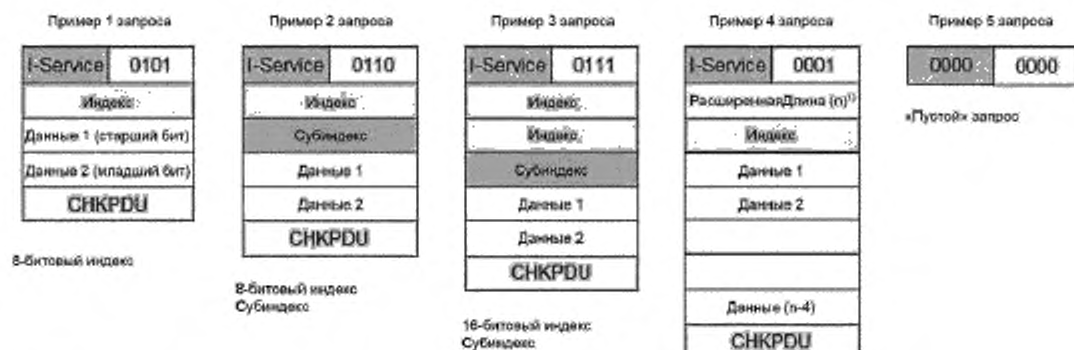 Пример 1 запроса
I-Service 0101
Индекс
Данные 1 (старший бит)
Данные 2 (младший бит)
CHKPDU
8-битовый индекс
Пример 2 запроса
I-Service 0110
Индекс
Субиндекс
Данные 1
Данные 2
CHKPDU
8-битовый индекс
Субиндекс
Пример 3 запроса
I-Service 0111
Индекс
Индекс
Субиндекс
Данные 1
Данные 2
CHKPDU
16-битовый индекс
Субиндекс
Пример 4 запроса
I-Service 0001
РасширеннаяДлина (n)¹⁾
Индекс
Данные 1
Данные 2
Данные (n-4)
CHKPDU
Пример 5 запроса
0000 0000
«Пустой» запрос